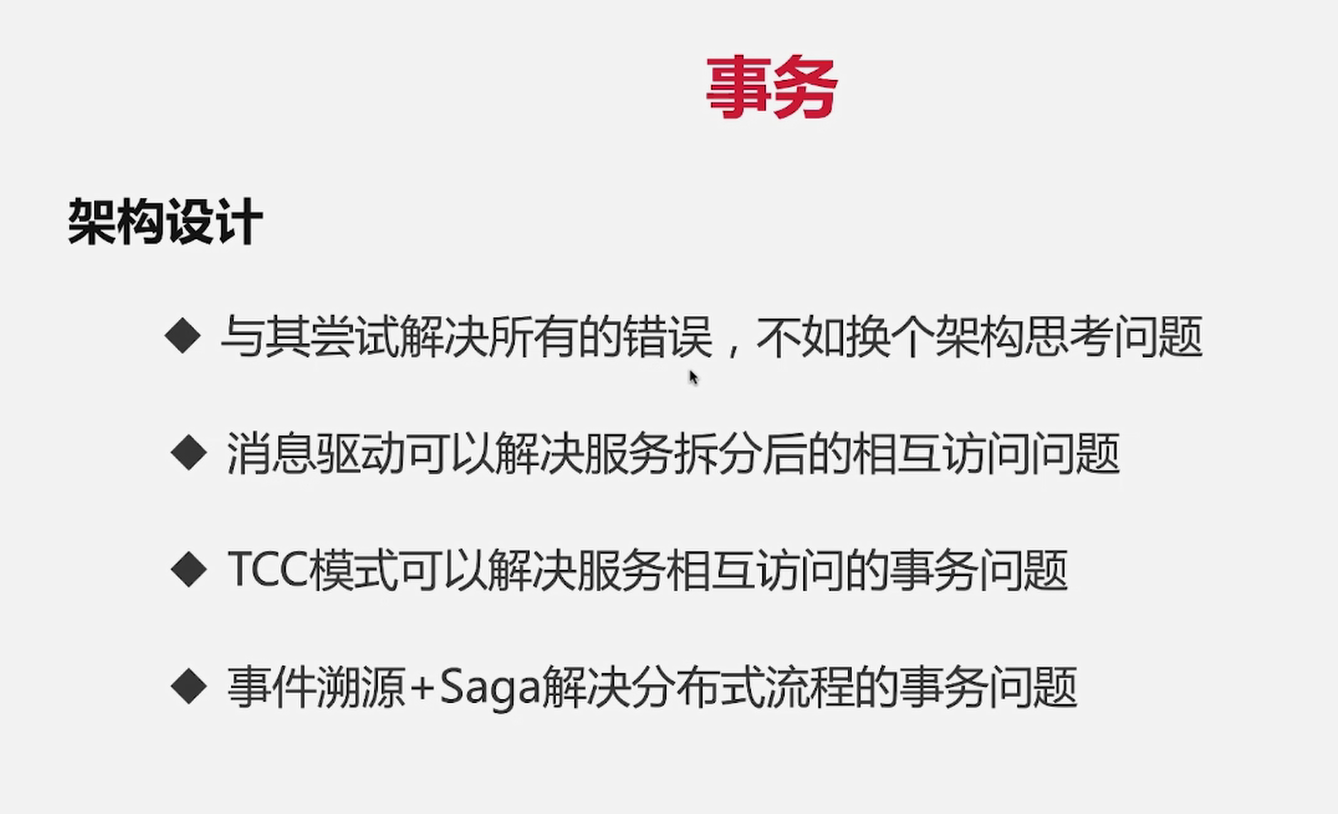 事务
架构设计
◆ 与其尝试解决所有的错误，不如换个架构思考问题
◆ 消息驱动可以解决服务拆分后的相互访问问题
◆ TCC模式可以解决服务相互访问的事务问题
◆ 事件溯源+Saga解决分布式流程的事务问题